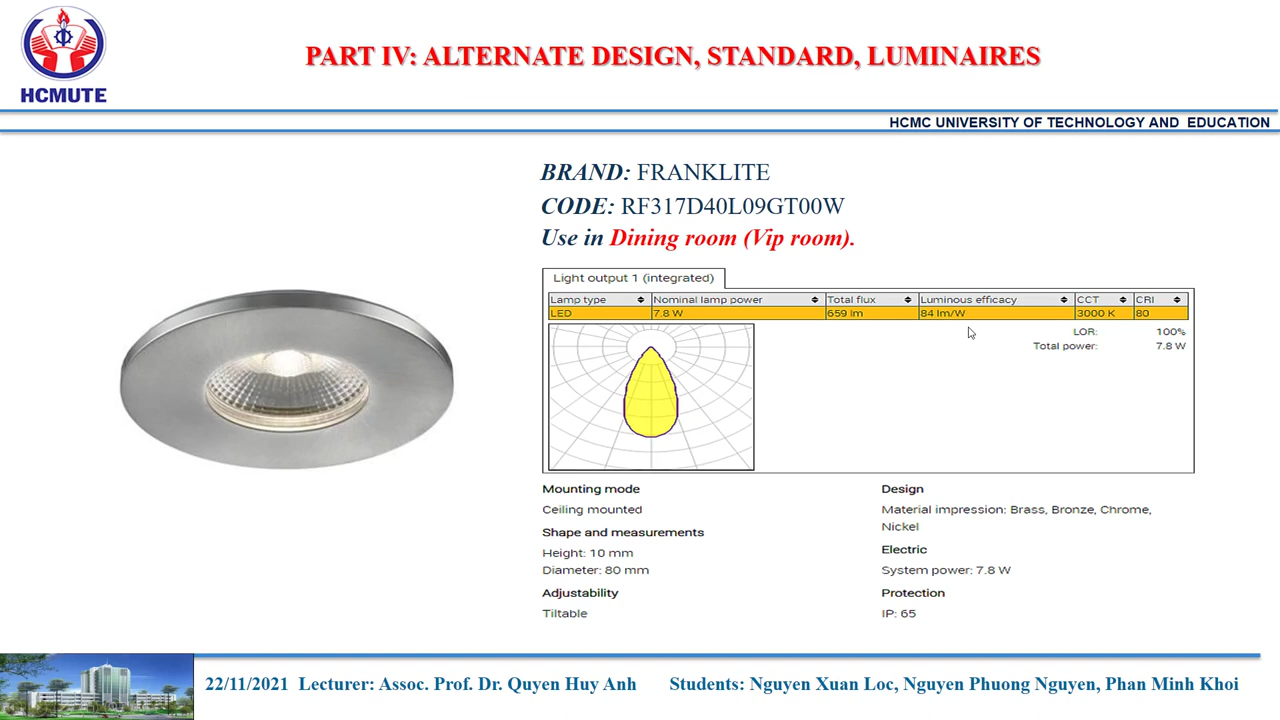 PART IV: ALTERNATE DESIGN, STANDARD, LUMINAIRES
HCMUTE
HCMC UNIVERSITY OF TECHNOLOGY AND EDUCATION
BRAND: FRANKLITE
CODE: RF317D40L09GT00W
Use in Dining room (Vip room).
Light output 1 (integrated)
Lamp type Nominal lamp power Total flux Luminous efficacy CCT CRI
LED 7.8 W 659 lm 84 lm/W 3000 K 80
LOR: 100%
Total power: 7.8 W
Mounting mode
Ceiling mounted
Shape and measurements
Height: 10 mm
Diameter: 80 mm
Adjustability
Tiltable
Design
Material impression: Brass, Bronze, Chrome,
Nickel
Electric
System power: 7.8 W
Protection
IP: 65
22/11/2021 Lecturer: Assoc. Prof. Dr. Quyen Huy Anh Students: Nguyen Xuan Loc, Nguyen Phuong Nguyen, Phan Minh Khoi